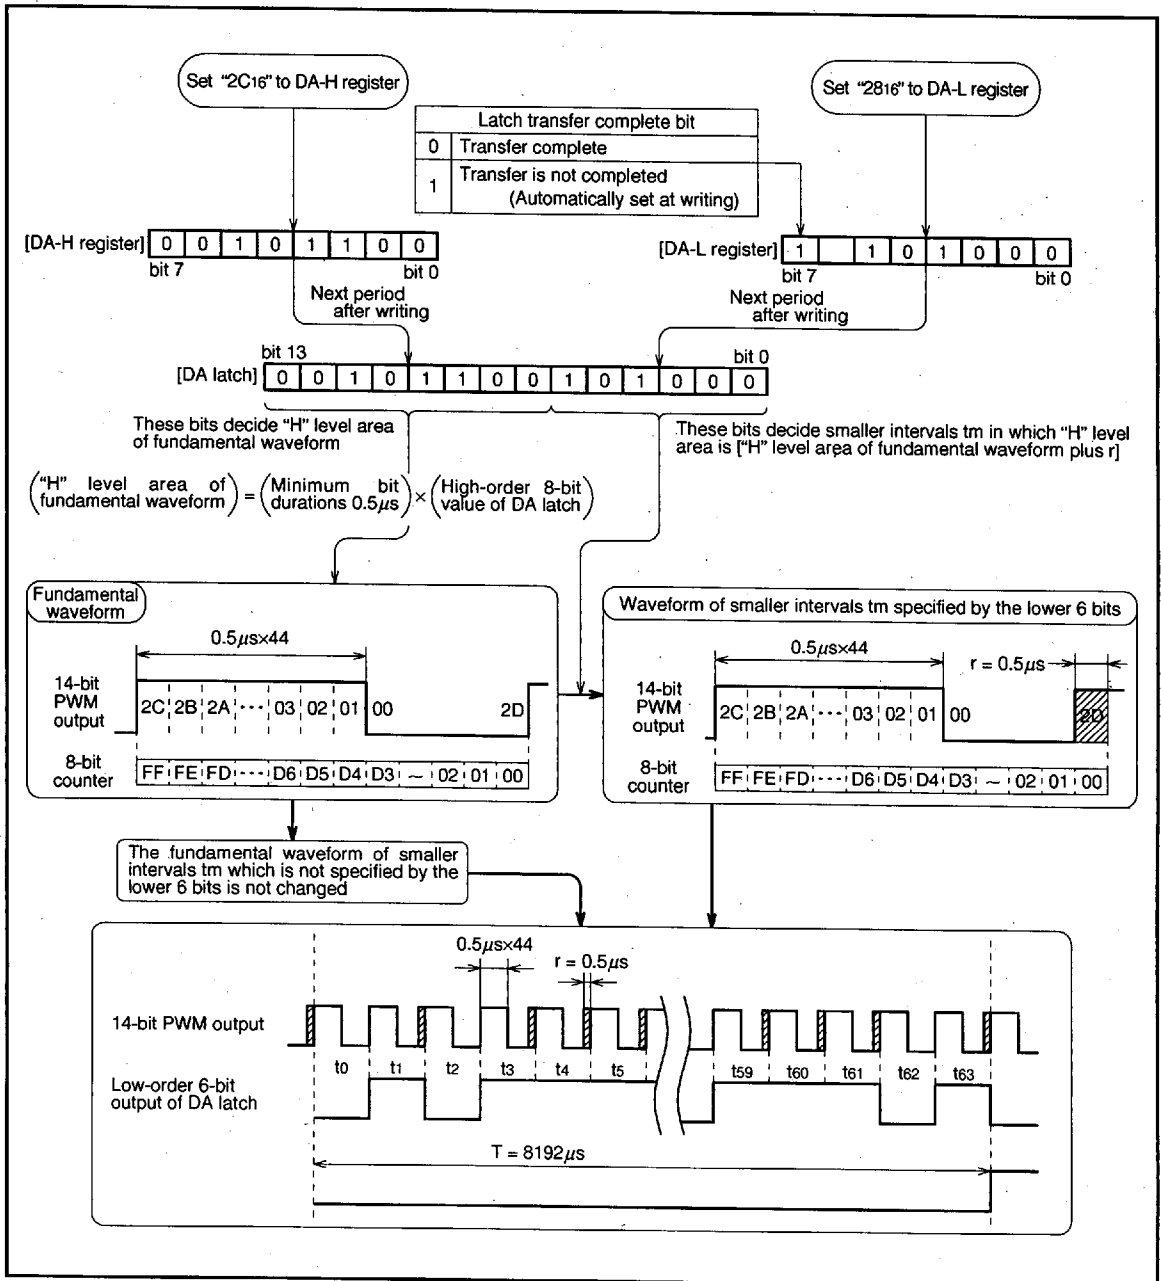 Set “2C16” to DA-H register
Set “2816” to DA-L register
Latch transfer complete bit
0 Transfer complete
1 Transfer is not completed
(Automatically set at writing)
[DA-H register] 0 0 1 0 1 1 0 0
bit 7 bit 0
[DA-L register] 1 1 0 1 0 0 0
bit 7 bit 0
Next period
after writing
Next period
after writing
bit 13 bit 0
[DA latch] 0 0 1 0 1 1 0 0 1 0 1 0 0 0
These bits decide “H” level area
of fundamental waveform
These bits decide smaller intervals tm in which “H” level
area is [“H” level area of fundamental waveform plus r]
(“H” level area of fundamental waveform) = (Minimum bit durations 0.5μs) × (High-order 8-bit value of DA latch)
Fundamental
waveform
0.5μs×44
14-bit
PWM
output
2C 2B 2A ··· 03 02 01 00 2D
8-bit
counter
FF FE FD ··· D6 D5 D4 D3 ~ 02 01 00
Waveform of smaller intervals tm specified by the lower 6 bits
0.5μs×44
r = 0.5μs
14-bit
PWM
output
2C 2B 2A ··· 03 02 01 00 2D
8-bit
counter
FF FE FD ··· D6 D5 D4 D3 ~ 02 01 00
The fundamental waveform of smaller
intervals tm which is not specified by the
lower 6 bits is not changed
0.5μs×44
r = 0.5μs
14-bit PWM output
t0 t1 t2 t3 t4 t5 t59 t60 t61 t62 t63
Low-order 6-bit
output of DA latch
T = 8192μs